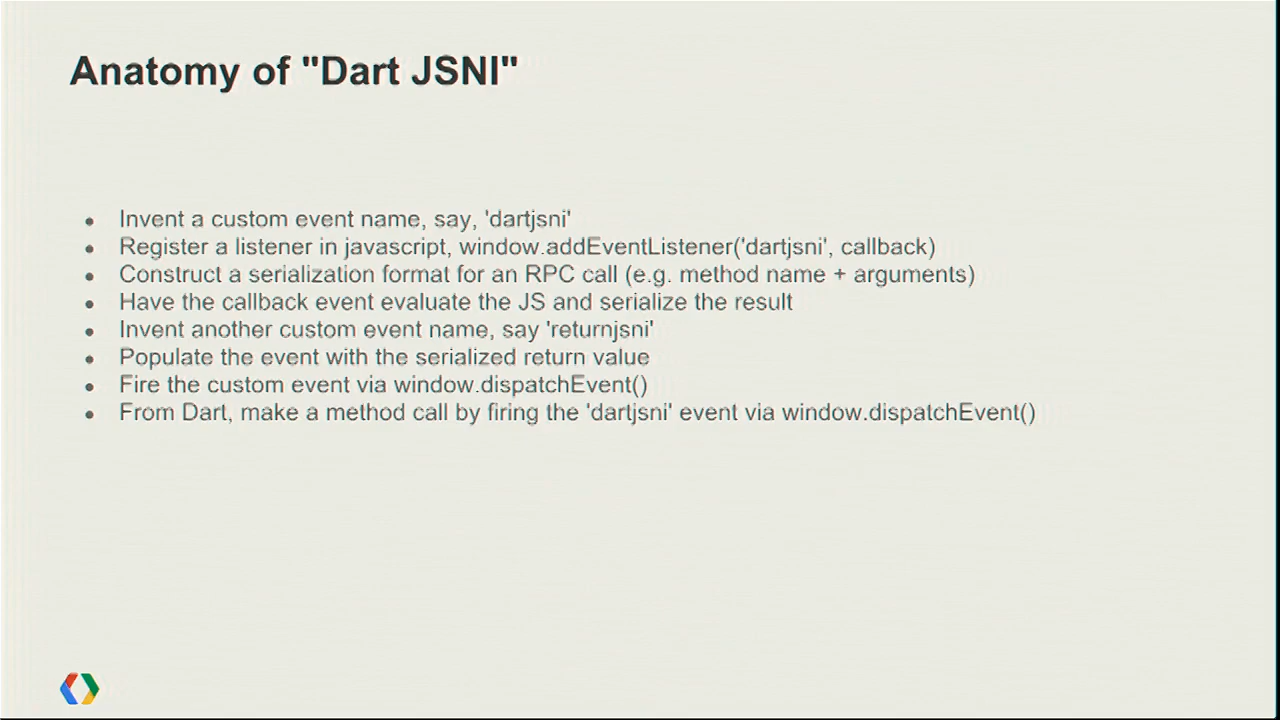 Anatomy of "Dart JSNI"
● Invent a custom event name, say, 'dartjsni'
● Register a listener in javascript, window.addEventListener('dartjsni', callback)
● Construct a serialization format for an RPC call (e.g. method name + arguments)
● Have the callback event evaluate the JS and serialize the result
● Invent another custom event name, say 'returnjsni'
● Populate the event with the serialized return value
● Fire the custom event via window.dispatchEvent()
● From Dart, make a method call by firing the 'dartjsni' event via window.dispatchEvent()